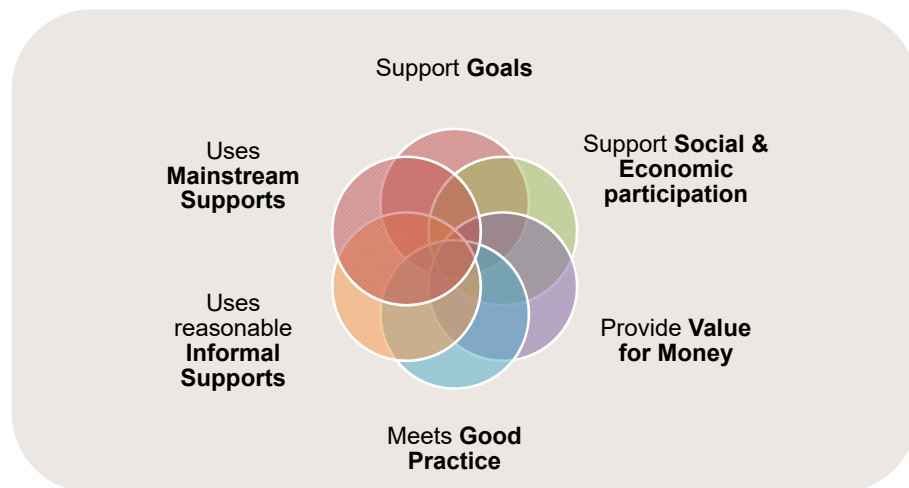 Support Goals
Uses
Mainstream
Supports
Support Social &
Economic
participation
Uses
reasonable
Informal
Supports
Provide Value
for Money
Meets Good
Practice